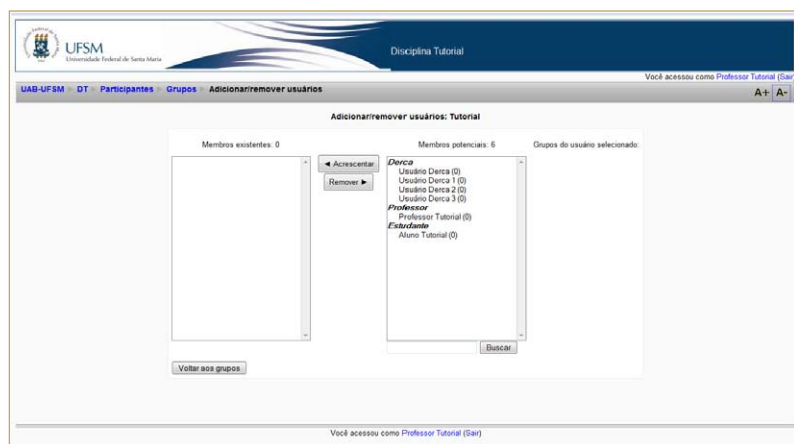 UFSM
Universidade Federal de Santa Maria
Disciplina Tutorial
Você acessou como Professor Tutorial (Sair)
UAB-UFSM ► DT ► Participantes ► Grupos ► Adicionar/remover usuários
A+ A-
Adicionar/remover usuários: Tutorial
Membros existentes: 0
◄ Acrescentar
Remover ►
Membros potenciais: 6
Derca
Usuário Derca (0)
Usuário Derca 1 (0)
Usuário Derca 2 (0)
Usuário Derca 3 (0)
Professor
Professor Tutorial (0)
Estudante
Aluno Tutorial (0)
Grupos do usuário selecionado:
Buscar
Voltar aos grupos
Você acessou como Professor Tutorial (Sair)